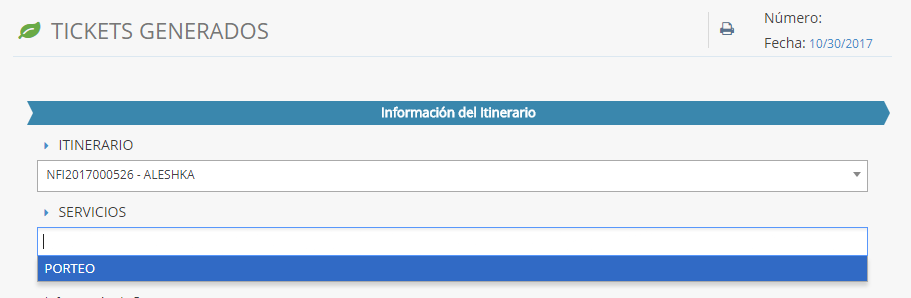 TICKETS GENERADOS
Número:
Fecha: 10/30/2017
Información del Itinerario
ITINERARIO
NFI2017000526 - ALESHKA
SERVICIOS
PORTEO